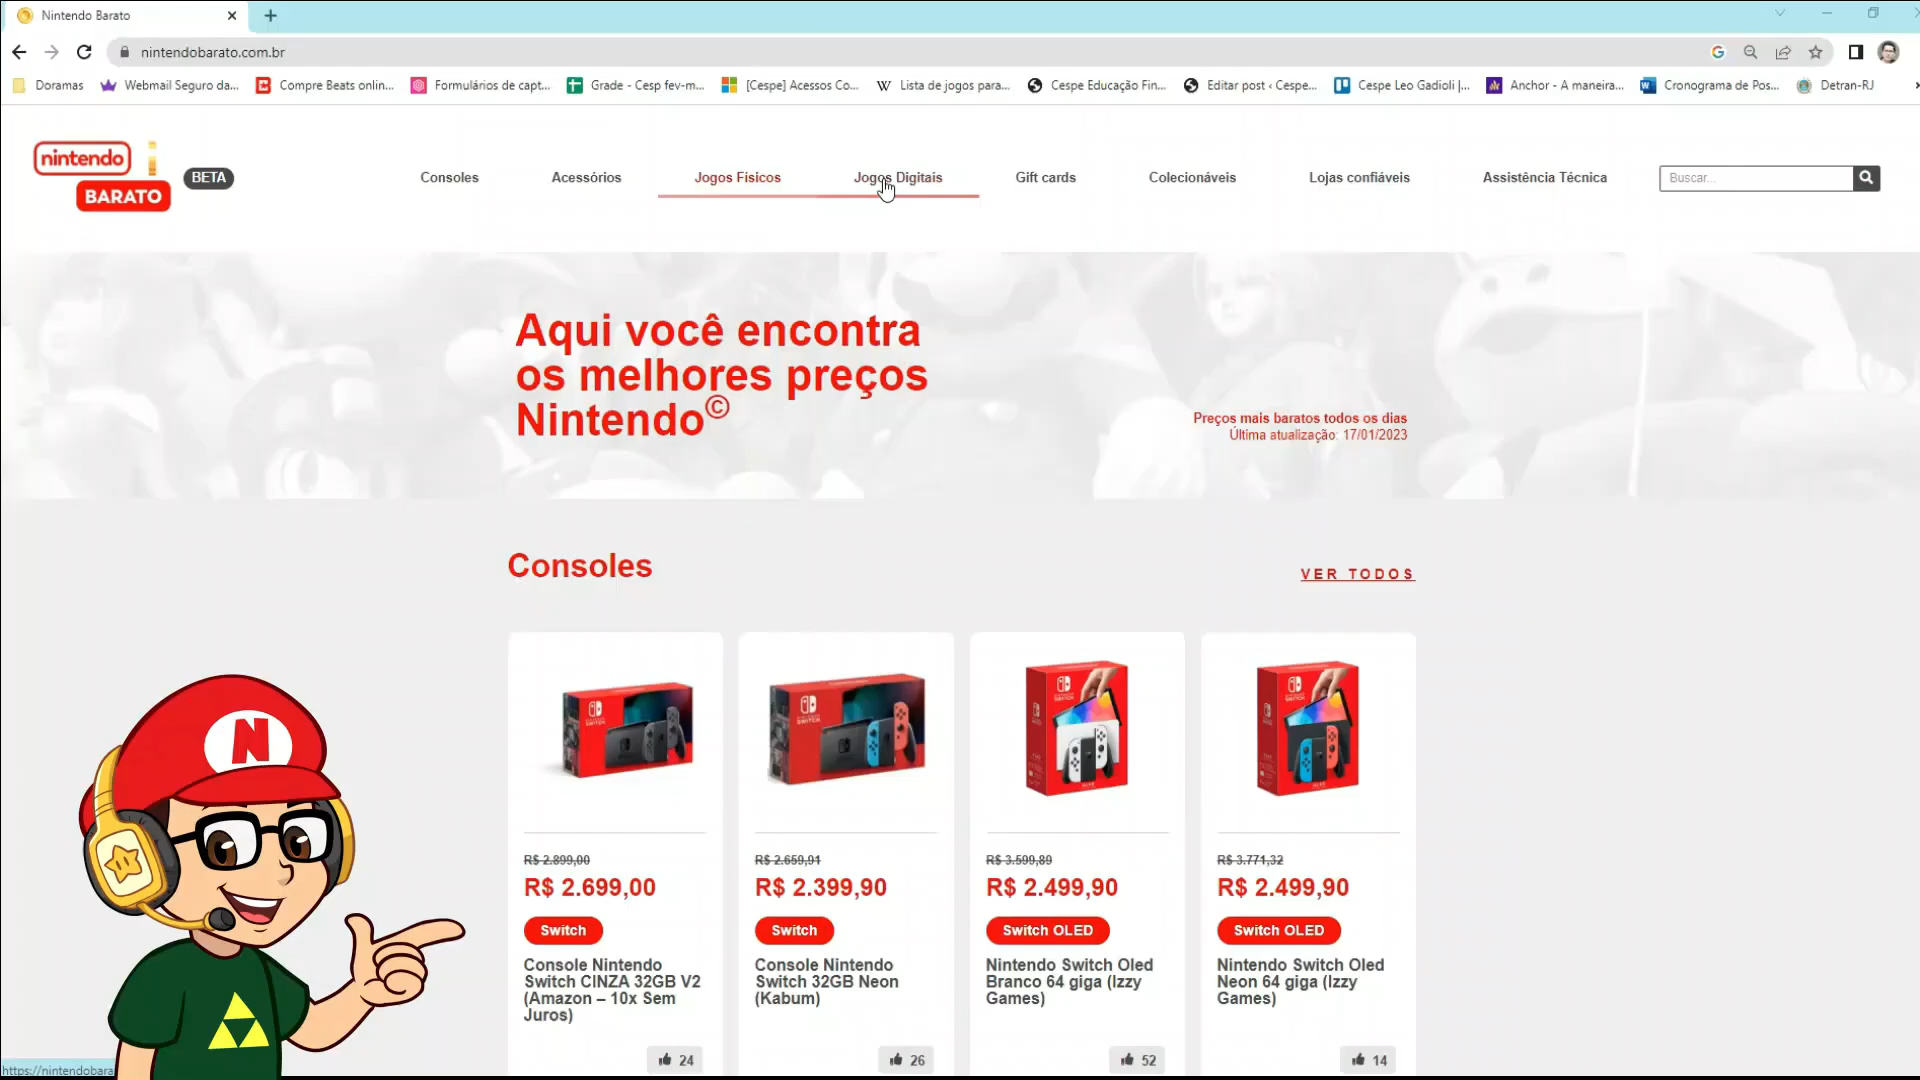 Nintendo Barato
nintendobarato.com.br
Doramas
Webmail Seguro da...
Compre Beats onlin...
Formulários de capt...
Grade - Cesp fev-m...
[Cespe] Acessos Co...
Lista de jogos para...
Cespe Educação Fin...
Editar post ‹ Cespe...
Cespe Leo Gadioli |...
Anchor - A maneira...
Cronograma de Pos...
Detran-RJ
nintendo
BARATO
BETA
Consoles
Acessórios
Jogos Físicos
Jogos Digitais
Gift cards
Colecionáveis
Lojas confiáveis
Assistência Técnica
Buscar...
Aqui você encontra
os melhores preços
Nintendo©
Preços mais baratos todos os dias
Última atualização: 17/01/2023
Consoles
VER TODOS
R$ 2.899,00
R$ 2.699,00
Switch
Console Nintendo
Switch CINZA 32GB V2
(Amazon – 10x Sem
Juros)
24
R$ 2.659,91
R$ 2.399,90
Switch
Console Nintendo
Switch 32GB Neon
(Kabum)
26
R$ 3.599,89
R$ 2.499,90
Switch OLED
Nintendo Switch Oled
Branco 64 giga (Izzy
Games)
52
R$ 3.771,32
R$ 2.499,90
Switch OLED
Nintendo Switch Oled
Neon 64 giga (Izzy
Games)
14
N
https://nintendobara